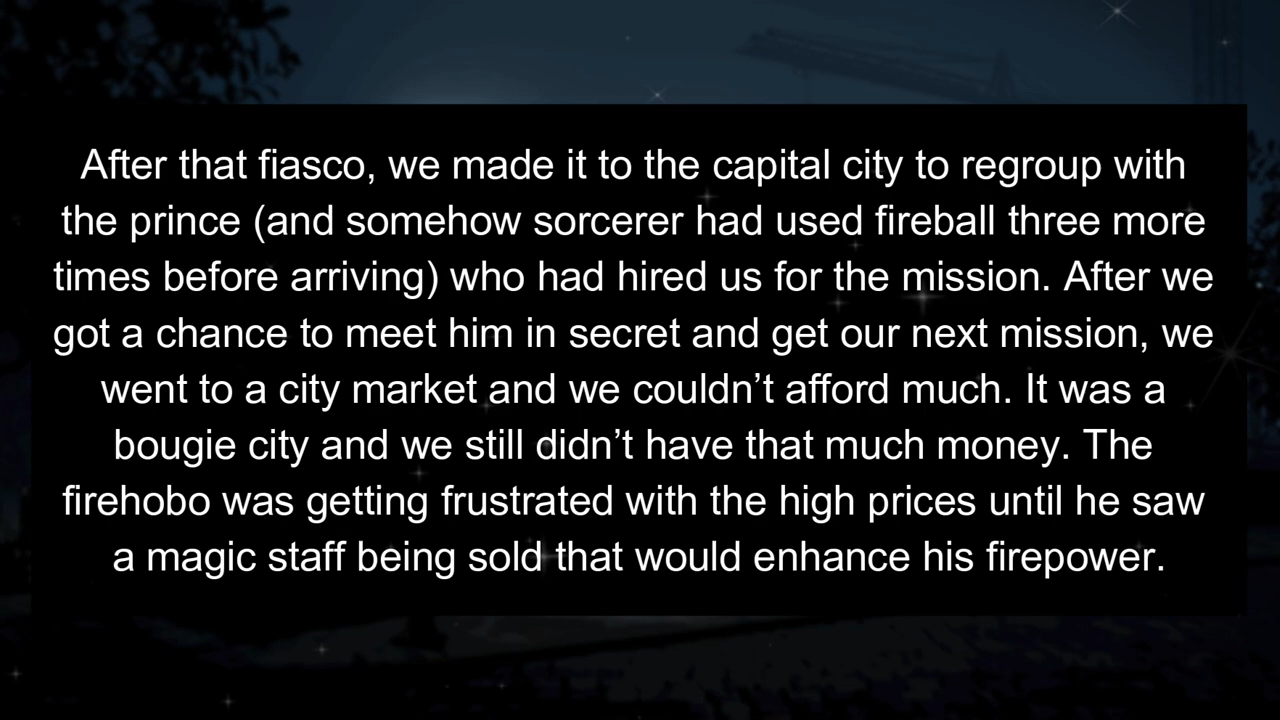 After that fiasco, we made it to the capital city to regroup with
the prince (and somehow sorcerer had used fireball three more
times before arriving) who had hired us for the mission. After we
got a chance to meet him in secret and get our next mission, we
went to a city market and we couldn’t afford much. It was a
bougie city and we still didn’t have that much money. The
firehobo was getting frustrated with the high prices until he saw
a magic staff being sold that would enhance his firepower.